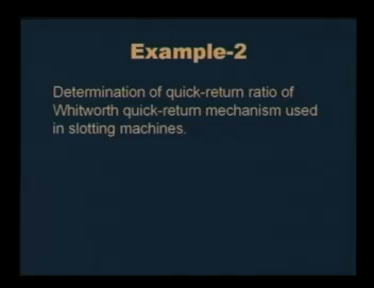 Example-2
Determination of quick-return ratio of
Whitworth quick-return mechanism used
in slotting machines.